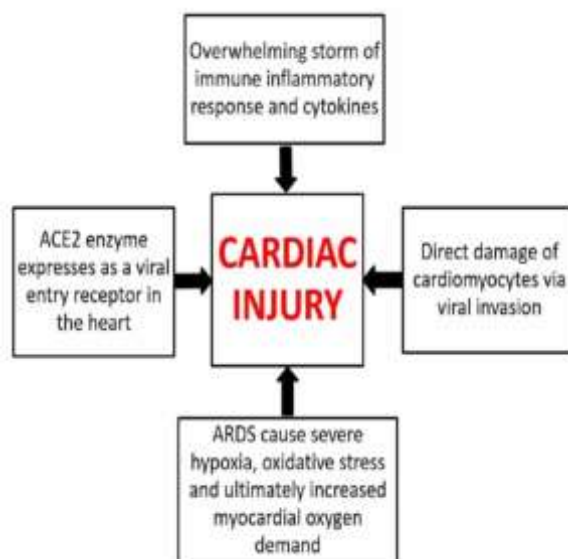 Overwhelming storm of
immune inflammatory
response and cytokines
ACE2 enzyme
expresses as a viral
entry receptor in
the heart
CARDIAC
INJURY
Direct damage of
cardiomyocytes via
viral invasion
ARDS cause severe
hypoxia, oxidative stress
and ultimately increased
myocardial oxygen
demand